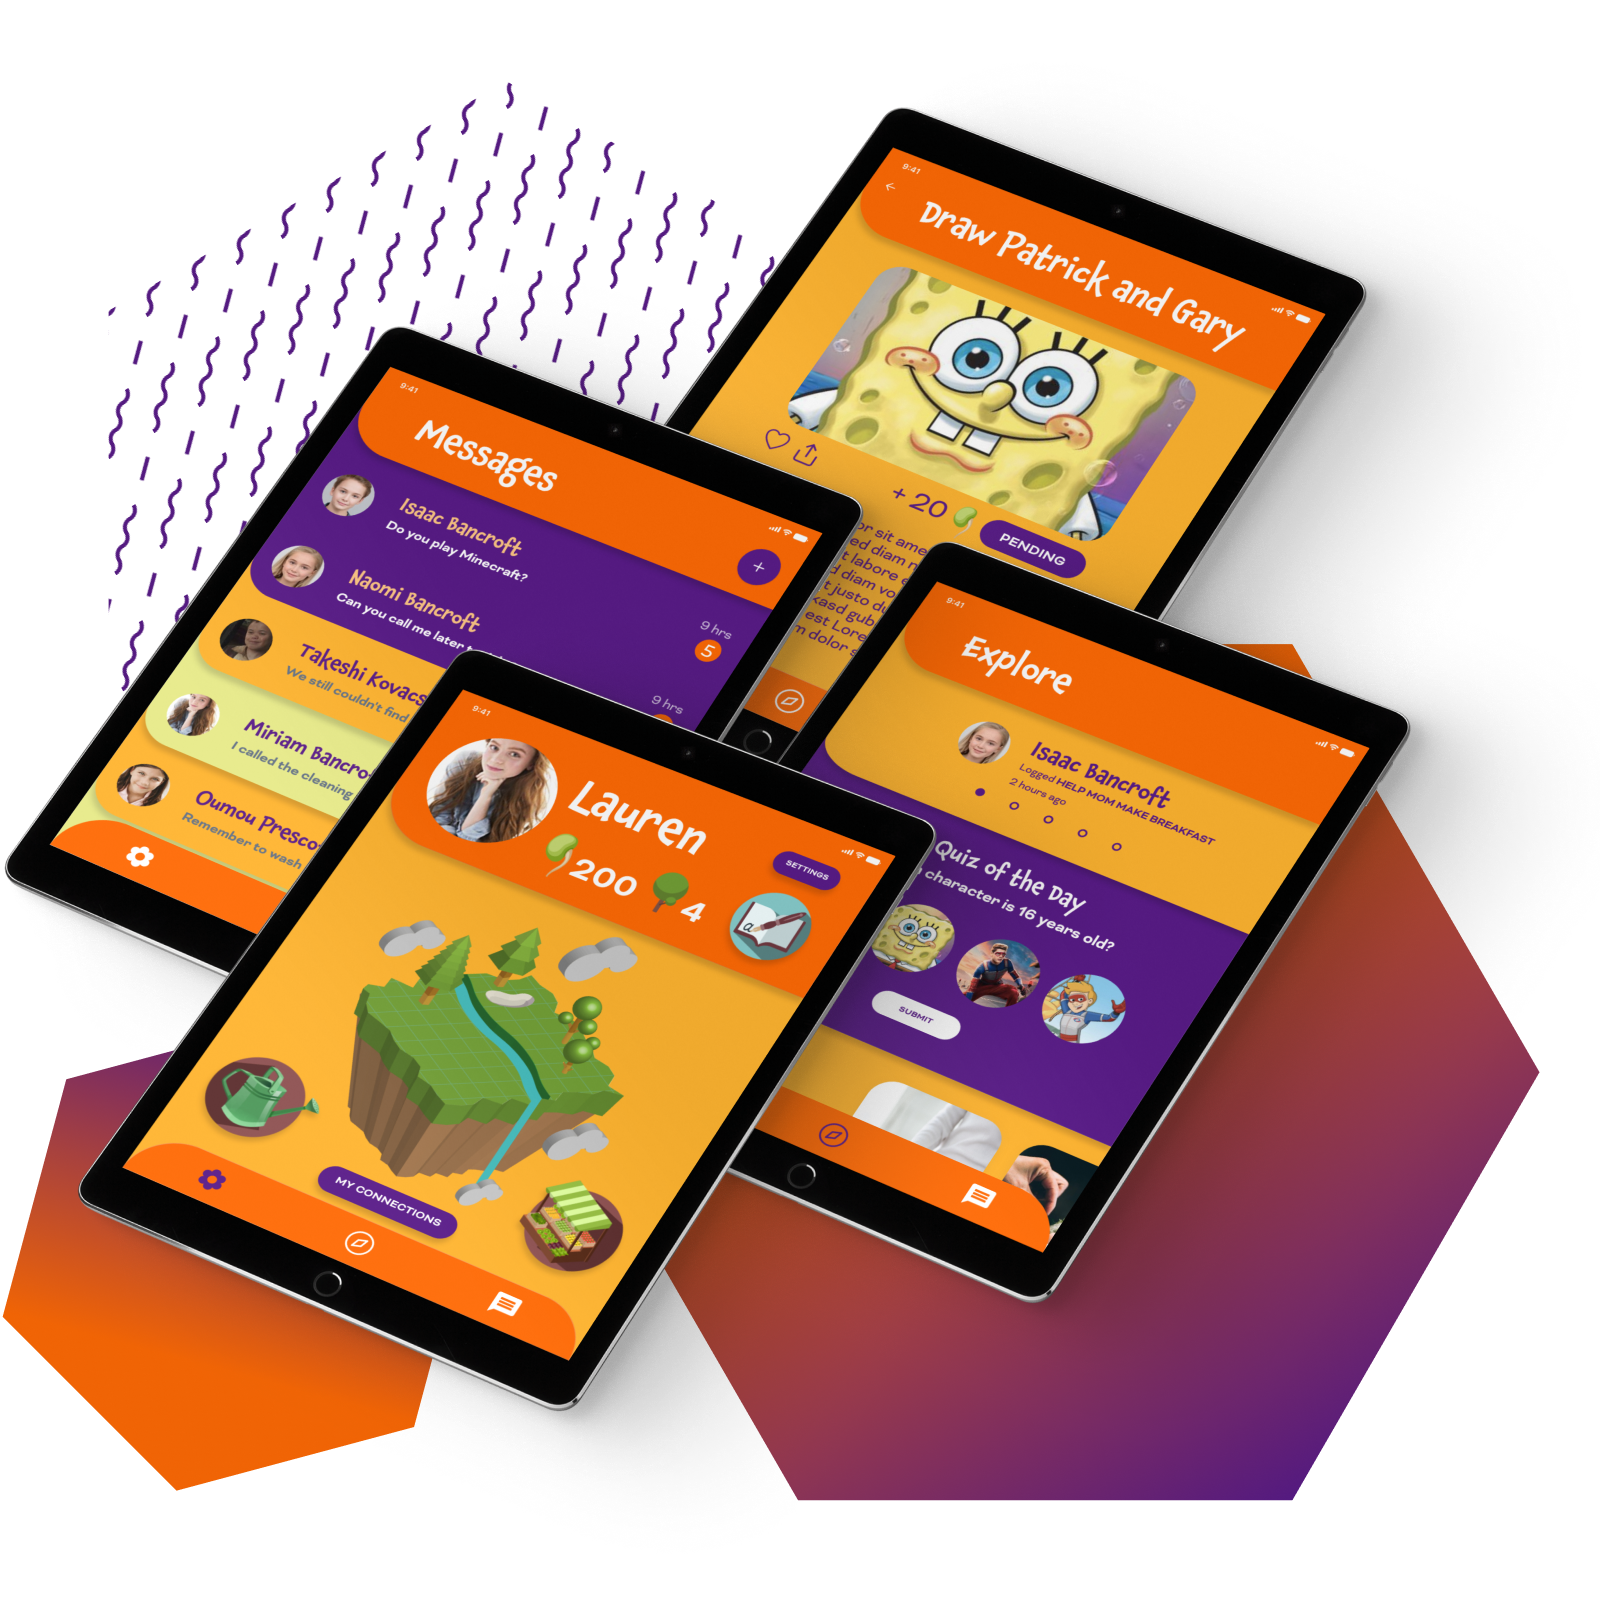 9:41
Draw Patrick and Gary
+ 20
PENDING
or sit ame
ed diam n
t labore e
d diam vo
t justo du
kasd gub
est Lore
m dolor s
9:41
Messages
+
Isaac Bancroft
Do you play Minecraft?
9 hrs
5
Naomi Bancroft
Can you call me later
9 hrs
Takeshi Kovacs
We still couldn't find
Miriam Bancro
I called the cleaning
Oumou Presco
Remember to wash
9:41
Explore
Isaac Bancroft
Logged HELP MOM MAKE BREAKFAST
2 hours ago
Quiz of the Day
character is 16 years old?
SUBMIT
9:41
Lauren
SETTINGS
200
4
a
MY CONNECTIONS